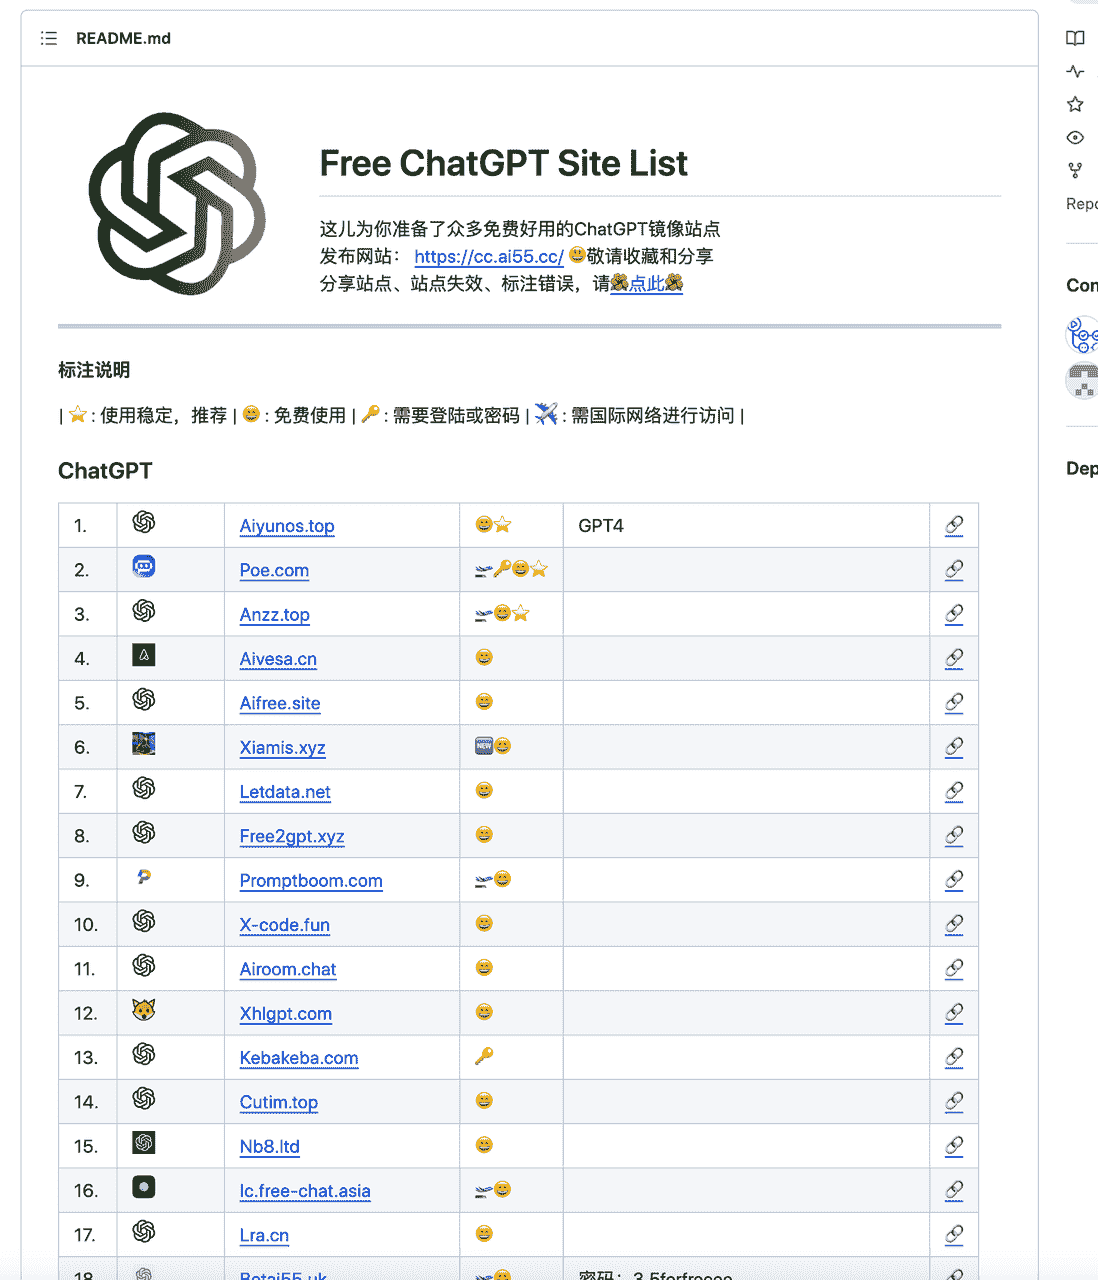 README.md
Free ChatGPT Site List
这儿为你准备了众多免费好用的ChatGPT镜像站点
发布网站： https://cc.ai55.cc/ 😀敬请收藏和分享
分享站点、站点失效、标注错误，请点此
标注说明
| ⭐ : 使用稳定，推荐 | 😀 : 免费使用 | 🔑 : 需要登陆或密码 | ✈️ : 需国际网络进行访问 |
ChatGPT
1. Aiyunos.top 😀⭐ GPT4 🔗
2. Poe.com 🛫🔑😀⭐ 🔗
3. Anzz.top 🛫😀⭐ 🔗
4. Aivesa.cn 😀 🔗
5. Aifree.site 😀 🔗
6. Xiamis.xyz 🆕😀 🔗
7. Letdata.net 😀 🔗
8. Free2gpt.xyz 😀 🔗
9. Promptboom.com 🛫😀 🔗
10. X-code.fun 😀 🔗
11. Airoom.chat 😀 🔗
12. Xhlgpt.com 😀 🔗
13. Kebakeba.com 🔑 🔗
14. Cutim.top 😀 🔗
15. Nb8.ltd 😀 🔗
16. lc.free-chat.asia 🛫😀 🔗
17. Lra.cn 😀 🔗
18. Botai55.uk 🛫😀 密码：3.5forfreeee 🔗
Repo
Con
Dep